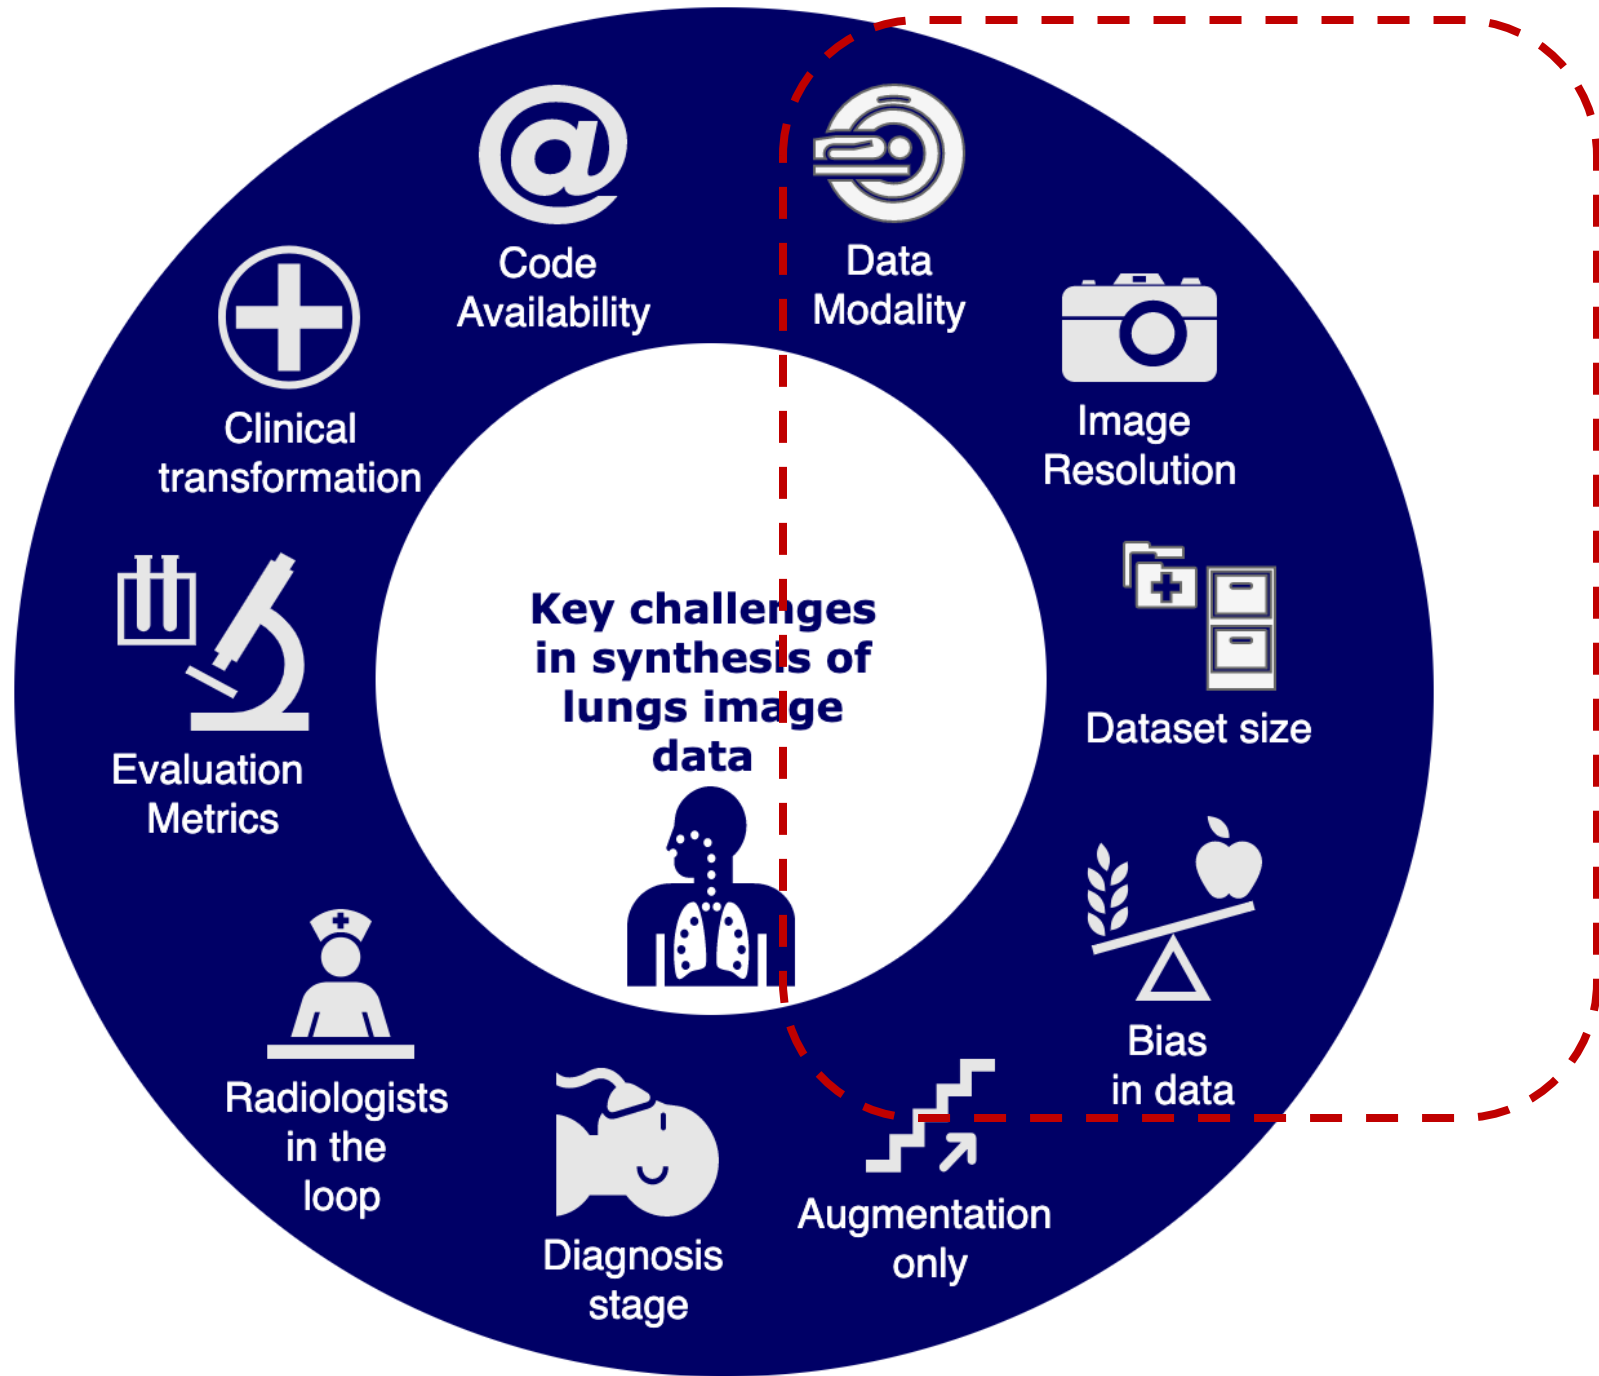 Code
Availability
Data
Modality
Image
Resolution
Dataset size
Bias
in data
Augmentation
only
Diagnosis
stage
Radiologists
in the
loop
Evaluation
Metrics
Clinical
transformation
Key challenges
in synthesis of
lungs image
data